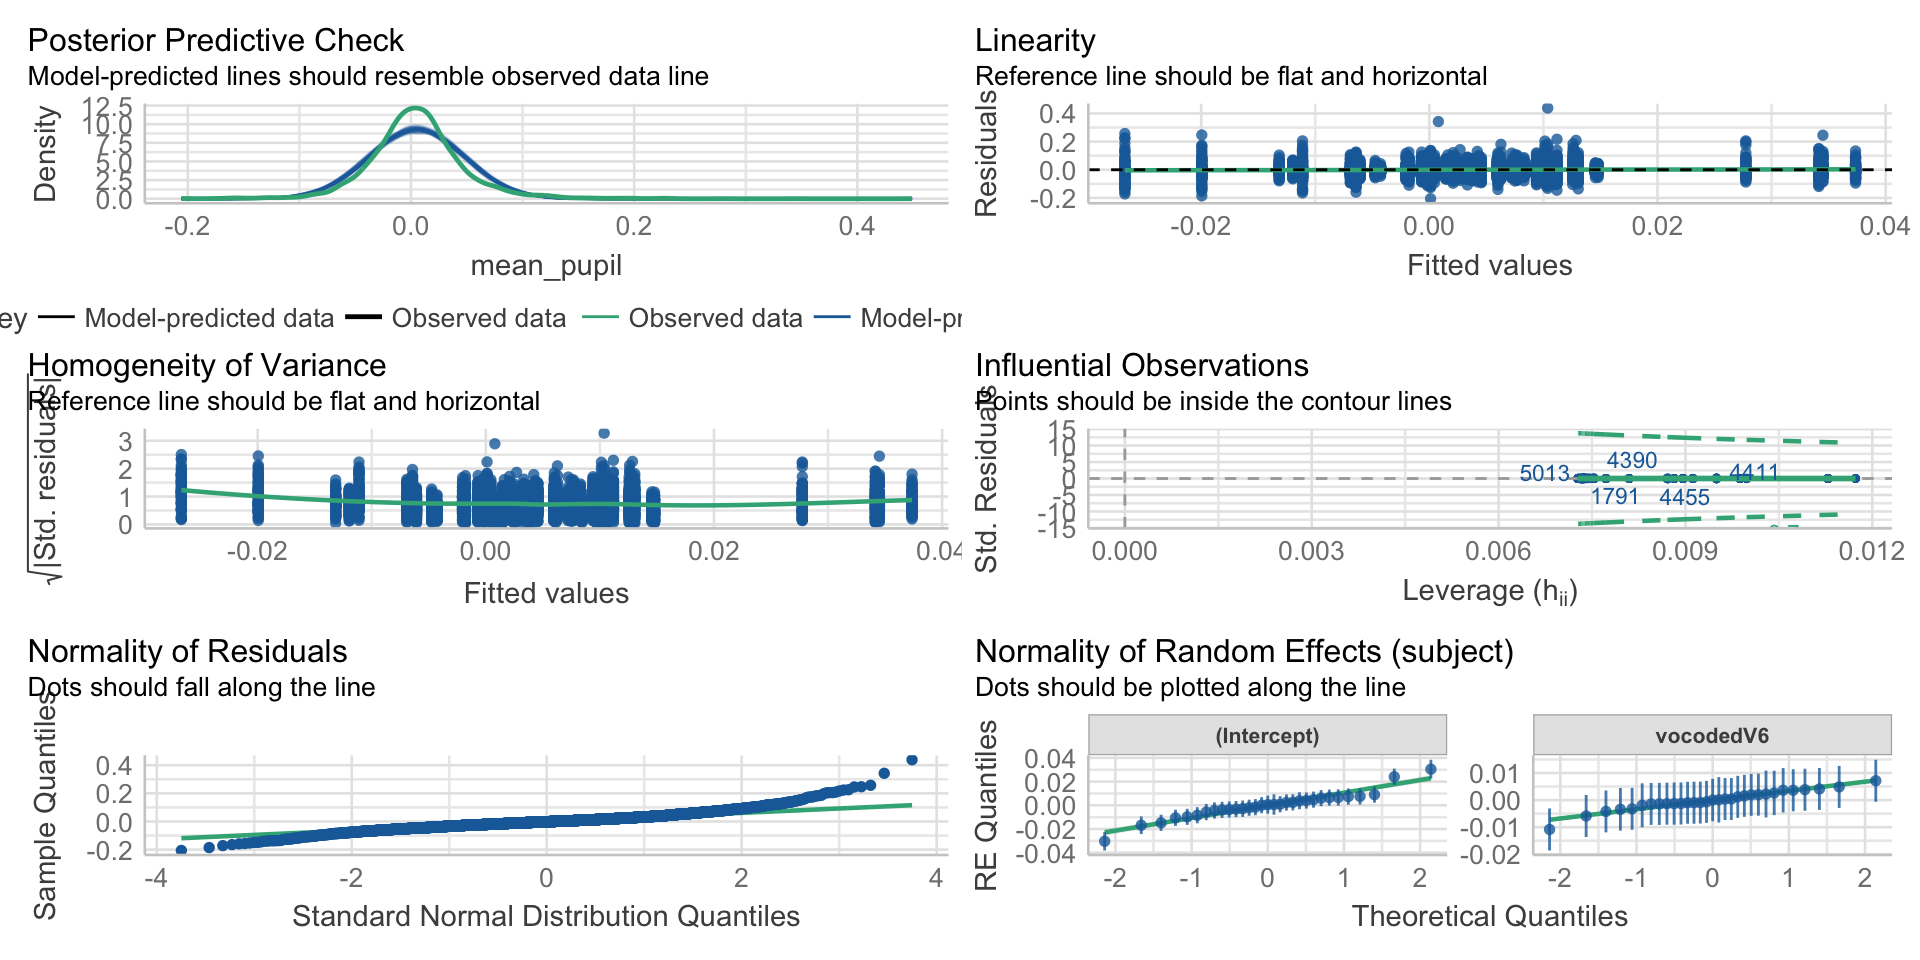 Posterior Predictive Check
Model-predicted lines should resemble observed data line
Density
12.5
10.0
7.5
5.0
2.5
0.0
-0.2 0.0 0.2 0.4
mean_pupil
ey Model-predicted data Observed data Observed data Model-pr
Linearity
Reference line should be flat and horizontal
Residuals
0.4
0.2
0.0
-0.2
-0.02 0.00 0.02 0.04
Fitted values
Homogeneity of Variance
Reference line should be flat and horizontal
√|Std. residuals|
3
2
1
0
-0.02 0.00 0.02 0.04
Fitted values
Influential Observations
Points should be inside the contour lines
Std. Residuals
15
10
5
0
-5
-10
-15
5013 4390 4411
1791 4455
0.000 0.003 0.006 0.009 0.012
Leverage (hii)
Normality of Residuals
Dots should fall along the line
Sample Quantiles
0.4
0.2
0.0
-0.2
-4 -2 0 2 4
Standard Normal Distribution Quantiles
Normality of Random Effects (subject)
Dots should be plotted along the line
RE Quantiles
(Intercept)
0.04
0.02
0.00
-0.02
-0.04
-2 -1 0 1 2
vocodedV6
0.01
0.00
-0.01
-0.02
-2 -1 0 1 2
Theoretical Quantiles